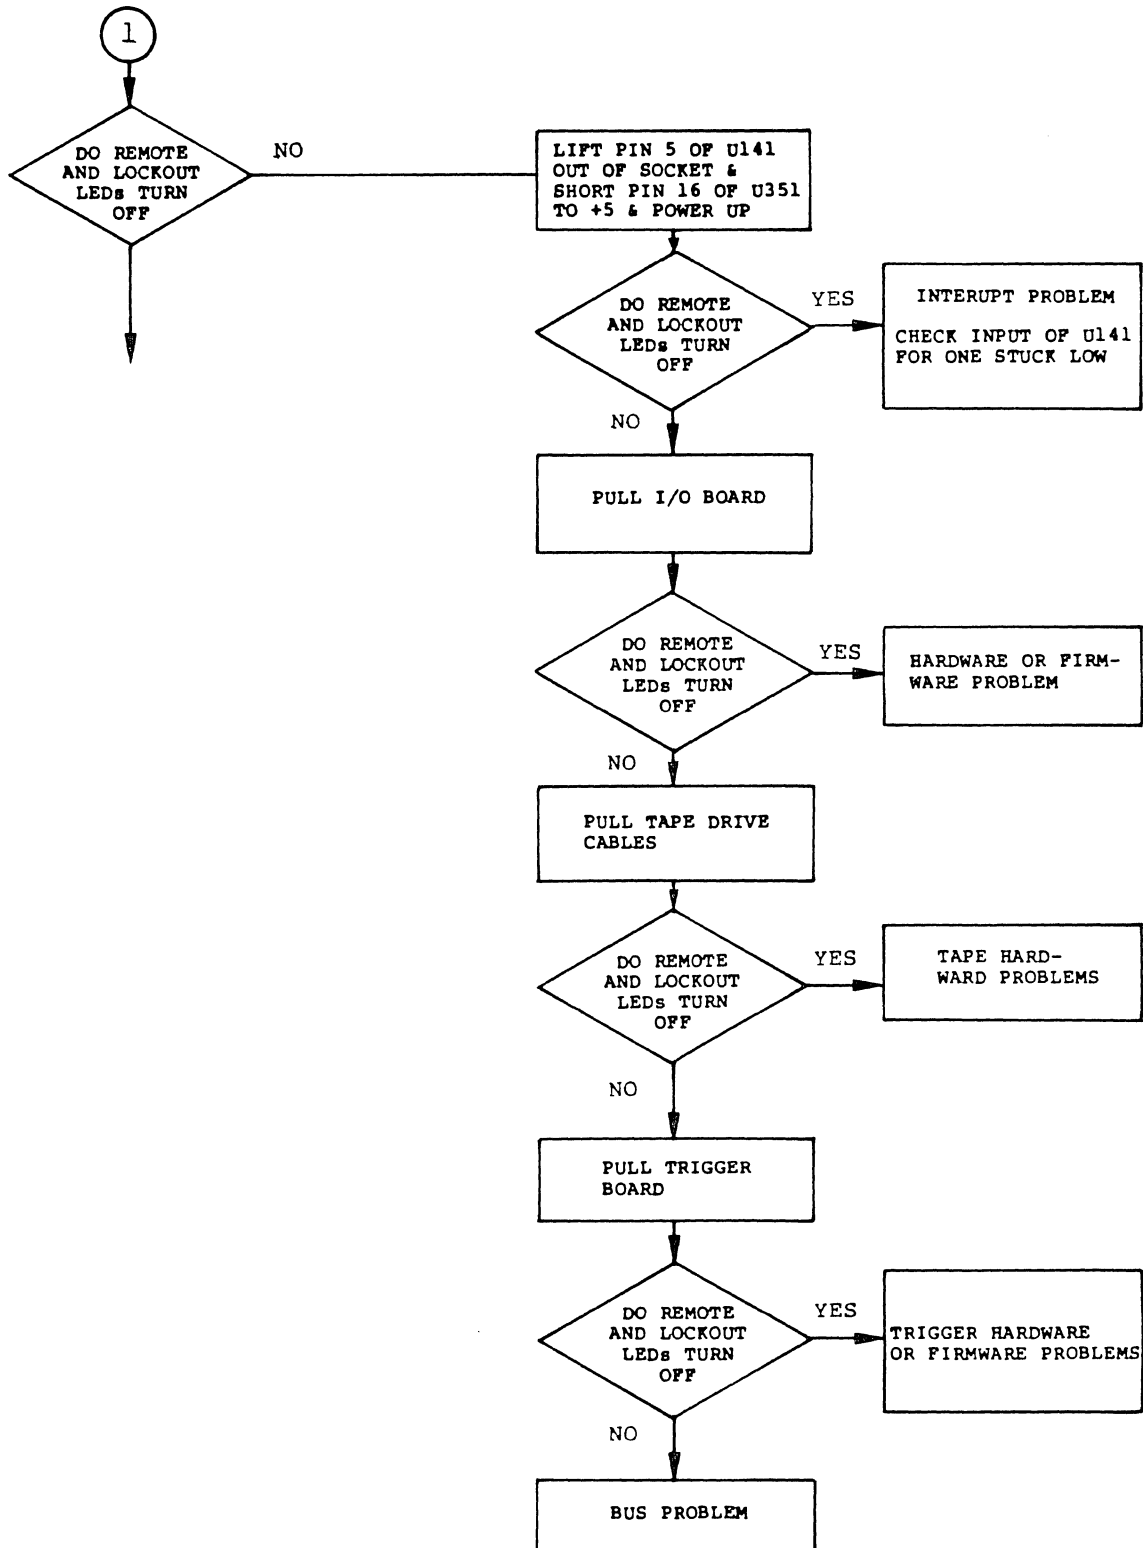 1
DO REMOTE
AND LOCKOUT
LEDs TURN
OFF
NO
LIFT PIN 5 OF U141
OUT OF SOCKET &
SHORT PIN 16 OF U351
TO +5 & POWER UP
DO REMOTE
AND LOCKOUT
LEDs TURN
OFF
YES
INTERUPT PROBLEM
CHECK INPUT OF U141
FOR ONE STUCK LOW
NO
PULL I/O BOARD
DO REMOTE
AND LOCKOUT
LEDs TURN
OFF
YES
HARDWARE OR FIRM-
WARE PROBLEM
NO
PULL TAPE DRIVE
CABLES
DO REMOTE
AND LOCKOUT
LEDs TURN
OFF
YES
TAPE HARD-
WARD PROBLEMS
NO
PULL TRIGGER
BOARD
DO REMOTE
AND LOCKOUT
LEDs TURN
OFF
YES
TRIGGER HARDWARE
OR FIRMWARE PROBLEMS
NO
BUS PROBLEM